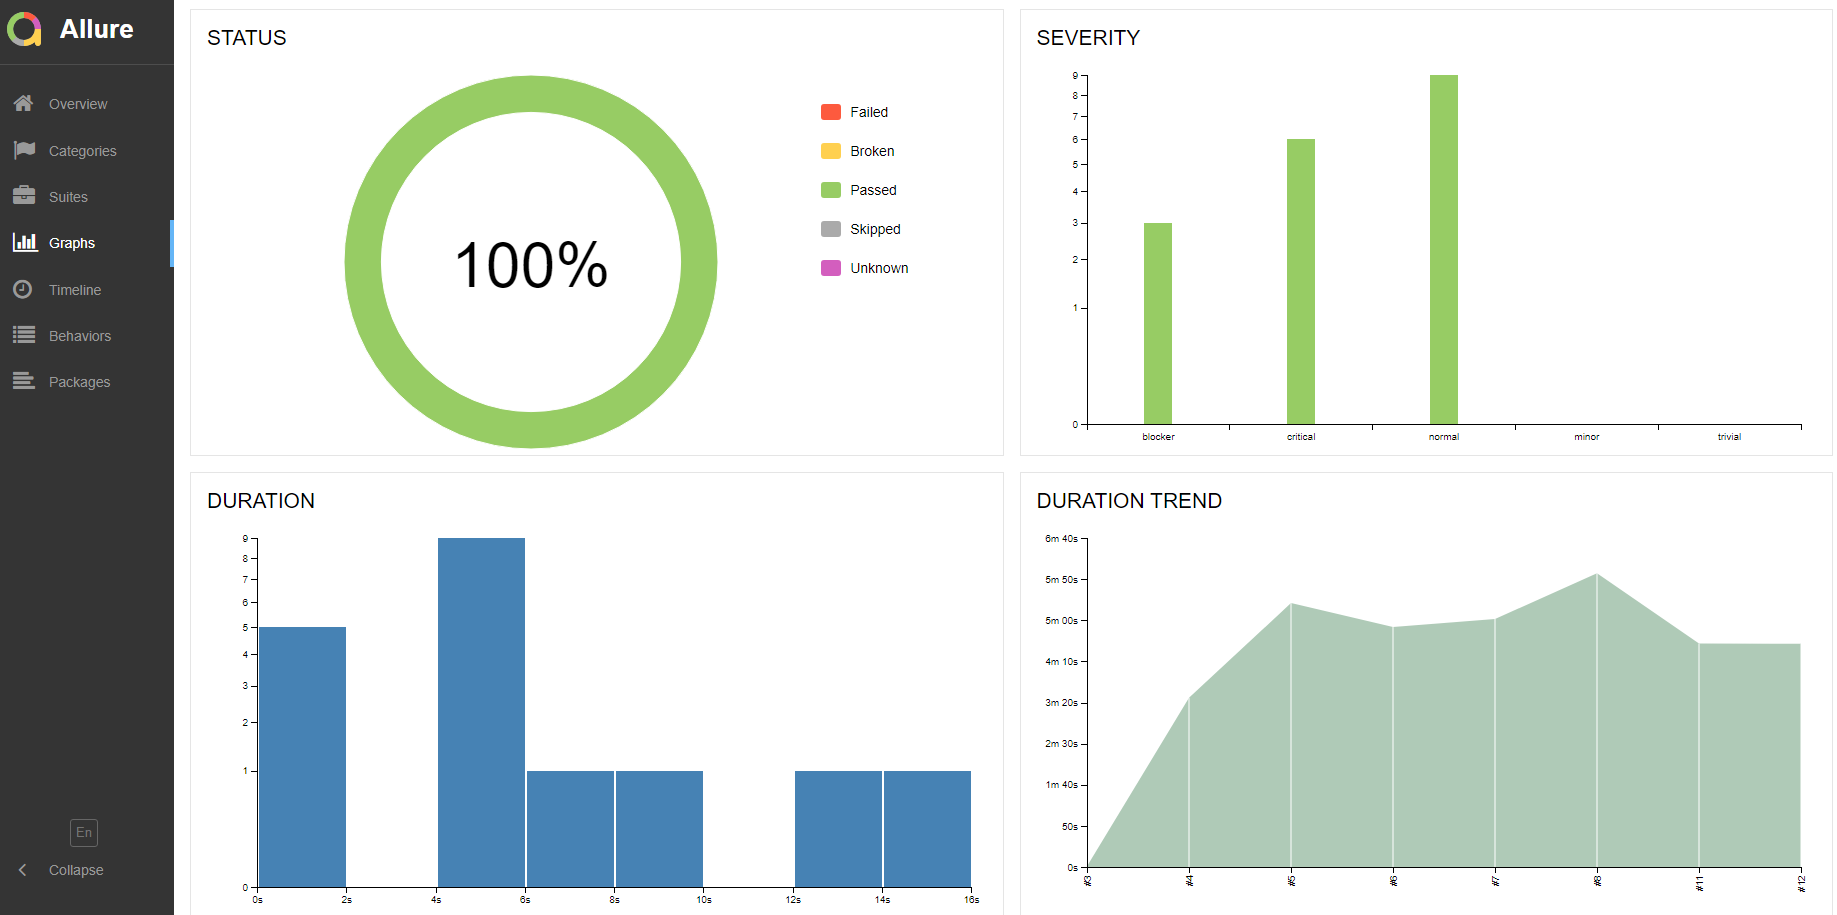 Allure
Overview
Categories
Suites
Graphs
Timeline
Behaviors
Packages
En
Collapse
STATUS
100%
Failed
Broken
Passed
Skipped
Unknown
SEVERITY
9
8
7
6
5
4
3
2
1
0
blocker critical normal minor trivial
DURATION
9
8
7
6
5
4
3
2
1
0
0s 2s 4s 6s 8s 10s 12s 14s 16s
DURATION TREND
6m 40s
5m 50s
5m 00s
4m 10s
3m 20s
2m 30s
1m 40s
50s
0s
#3 #4 #5 #6 #7 #8 #11 #12